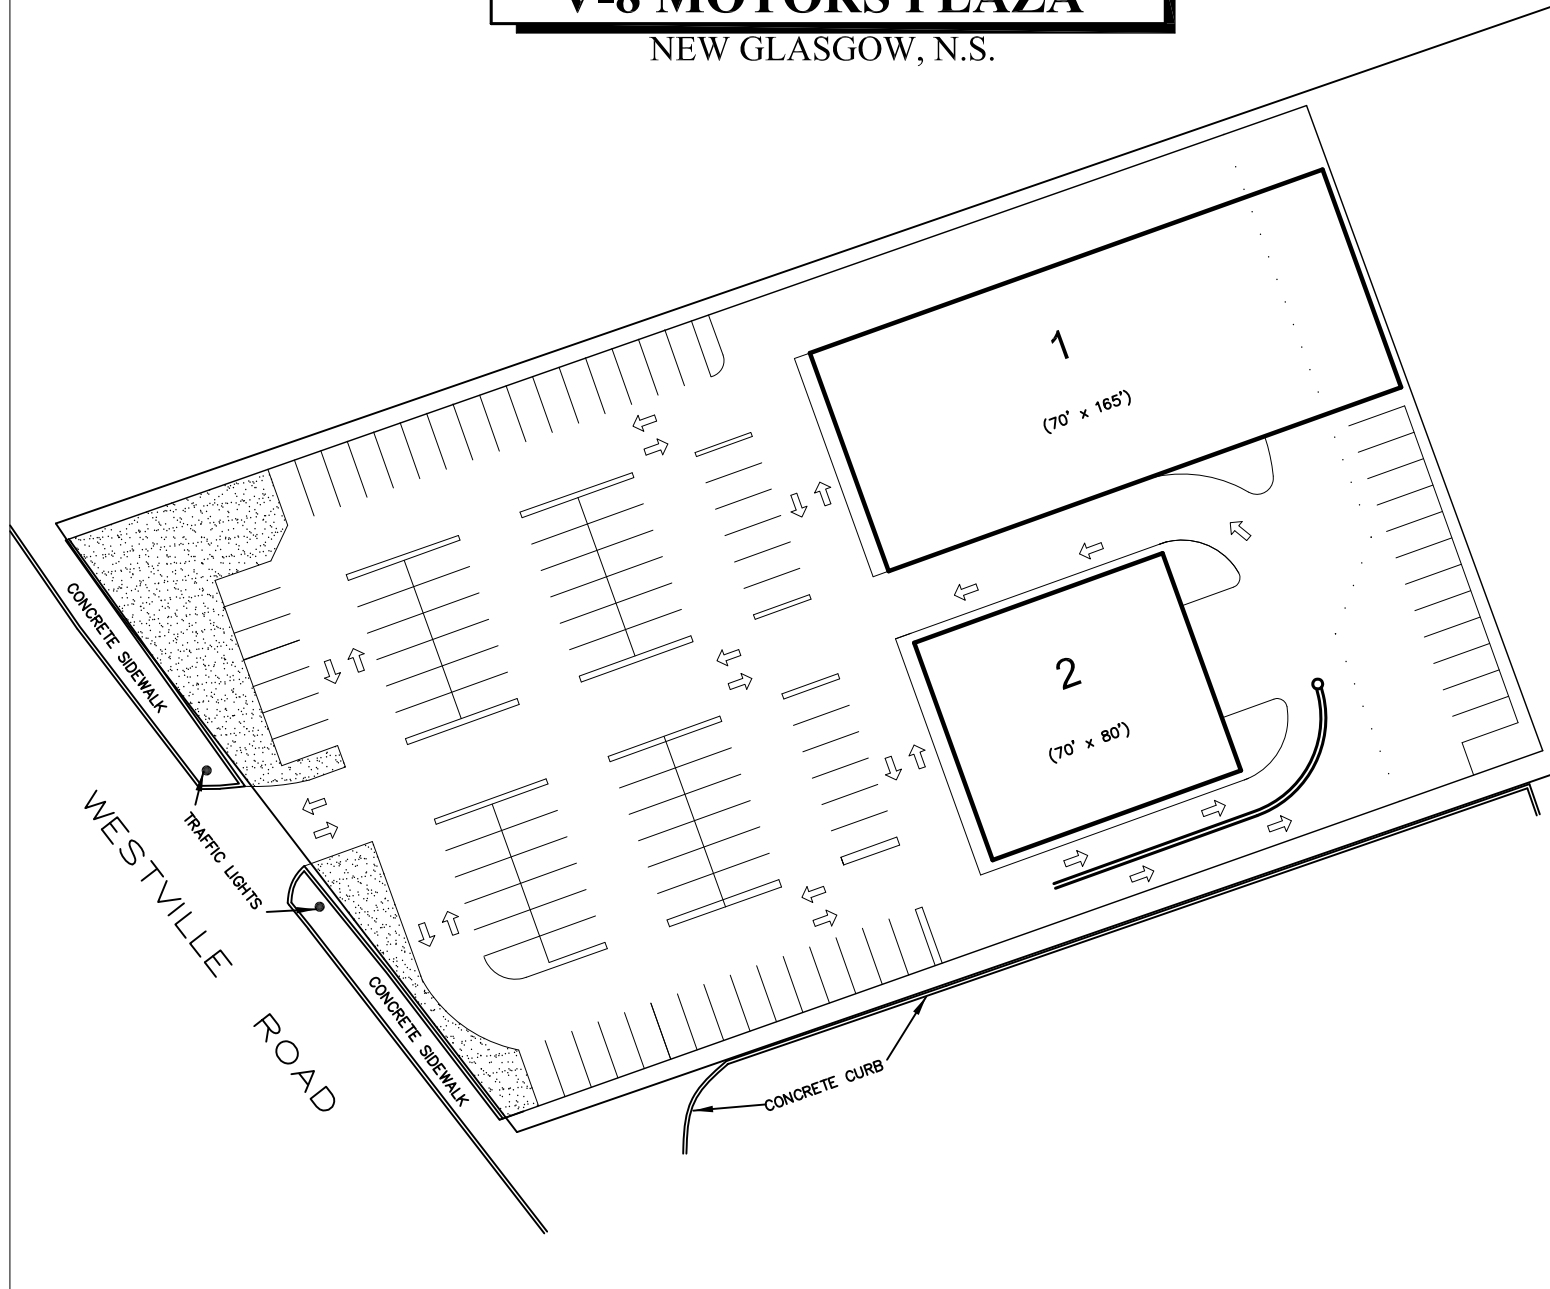 V-8 MOTORS PLAZA
NEW GLASGOW, N.S.
1
(70' x 165')
2
(70' x 80')
CONCRETE SIDEWALK
TRAFFIC LIGHTS
WESTVILLE ROAD
CONCRETE SIDEWALK
CONCRETE CURB